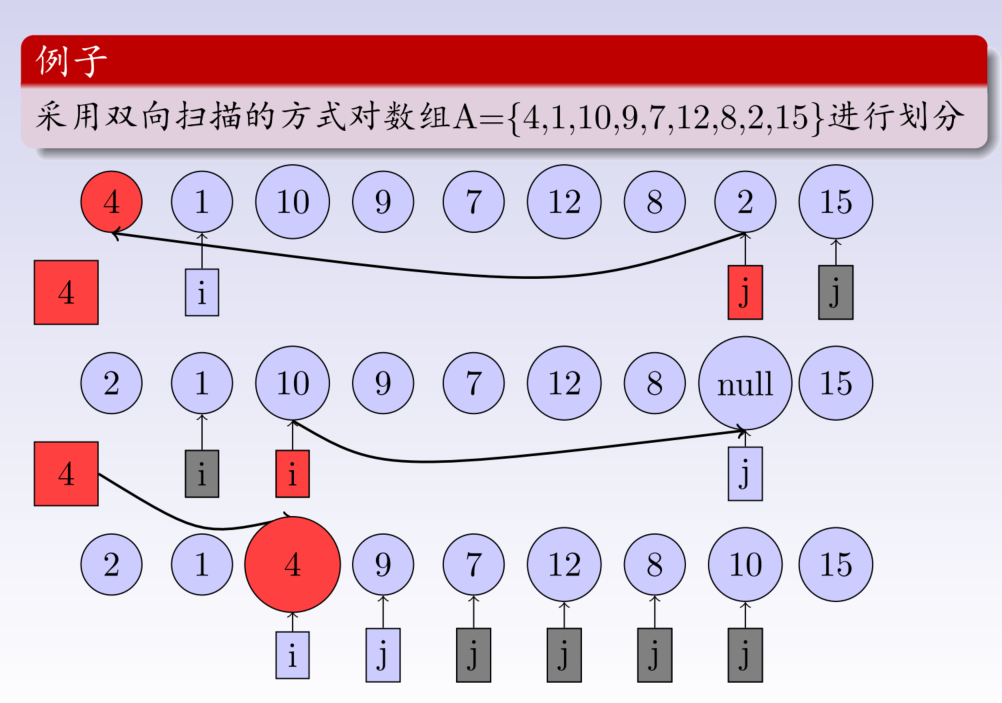 例子
采用双向扫描的方式对数组A={4,1,10,9,7,12,8,2,15}进行划分
4 1 10 9 7 12 8 2 15
4 i j j
2 1 10 9 7 12 8 null 15
4 i i j
2 1 4 9 7 12 8 10 15
i j j j j j